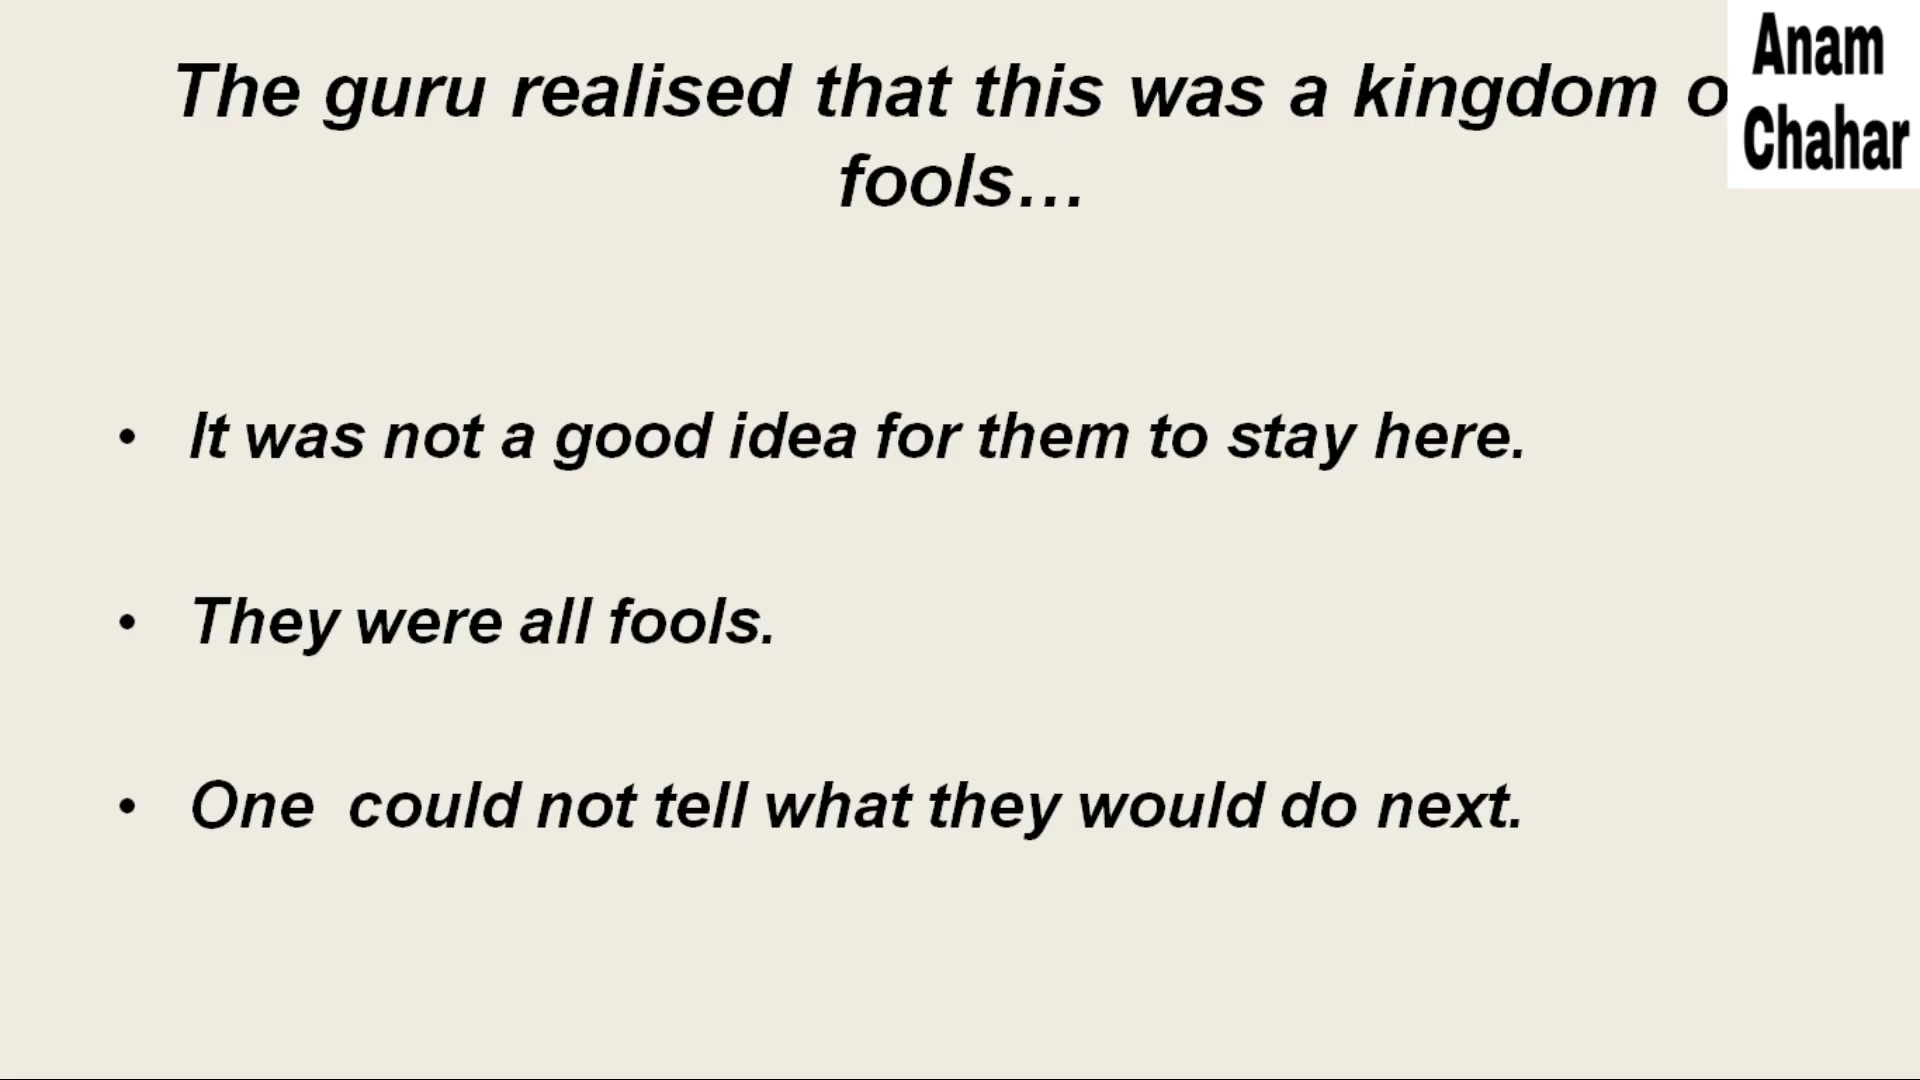 The guru realised that this was a kingdom o
fools...
Anam
Chahar
• It was not a good idea for them to stay here.
• They were all fools.
• One could not tell what they would do next.